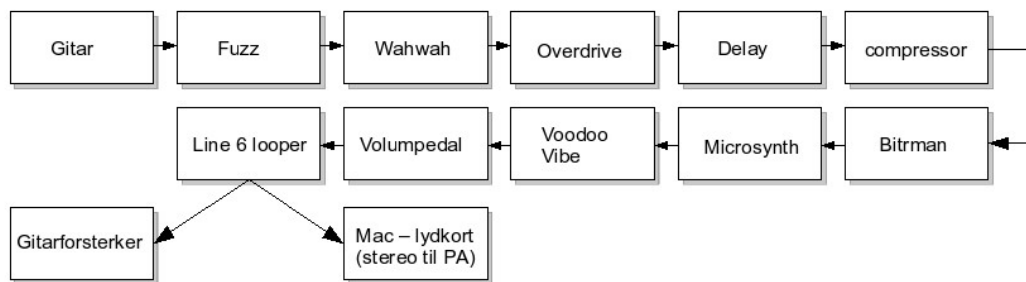 Gitar
Fuzz
Wahwah
Overdrive
Delay
compressor
Line 6 looper
Volumpedal
Voodoo
Vibe
Microsynth
Bitrman
Gitarforsterker
Mac – lydkort
(stereo til PA)